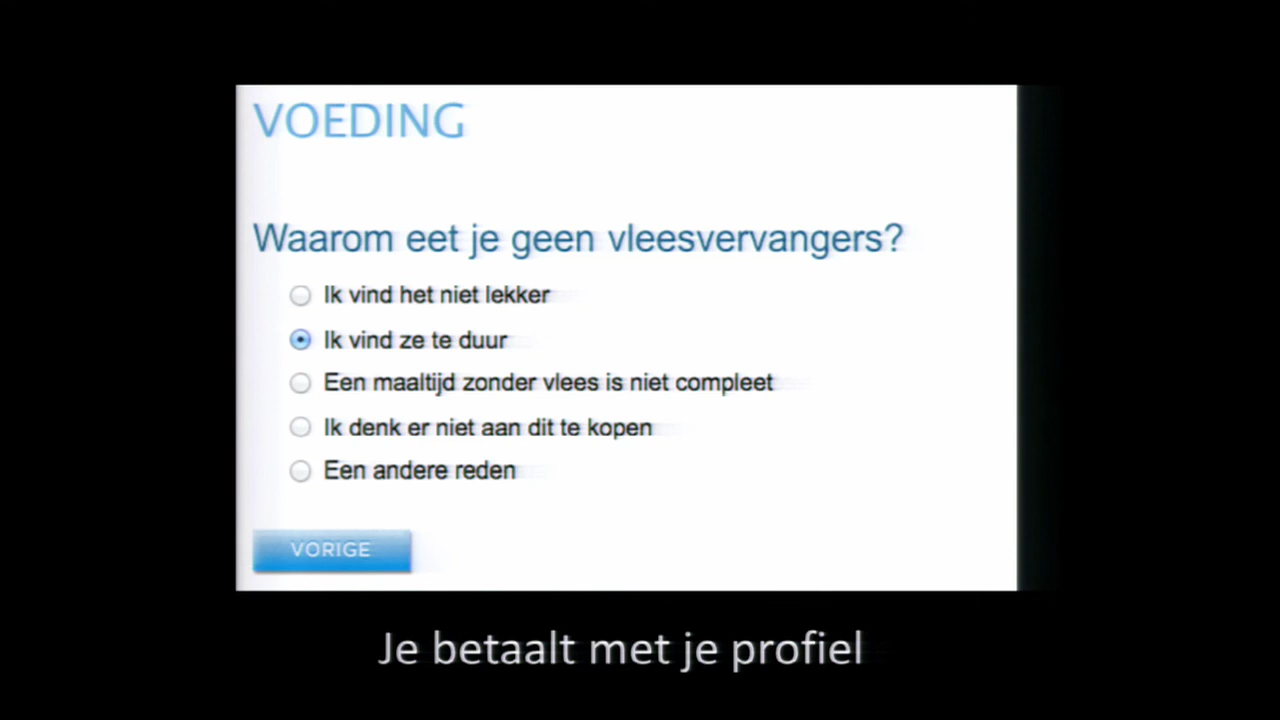 VOEDING
Waarom eet je geen vleesvervangers?
Ik vind het niet lekker
Ik vind ze te duur
Een maaltijd zonder vlees is niet compleet
Ik denk er niet aan dit te kopen
Een andere reden
VORIGE
Je betaalt met je profiel